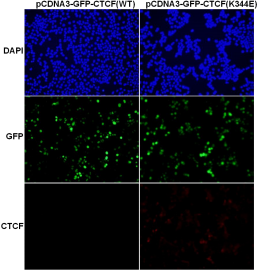 pCDNA3-GFP-CTCF(WT) pCDNA3-GFP-CTCF(K344E)
DAPI
GFP
CTCF